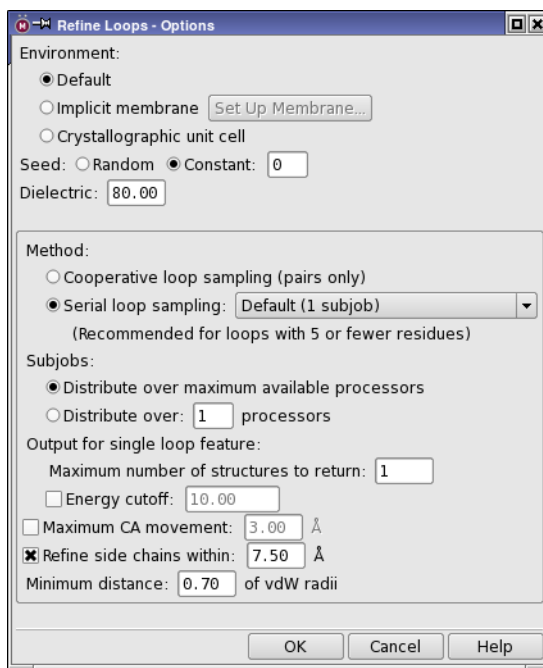 Refine Loops - Options
Environment:
Default
Implicit membrane Set Up Membrane...
Crystallographic unit cell
Seed: Random Constant: 0
Dielectric: 80.00
Method:
Cooperative loop sampling (pairs only)
Serial loop sampling: Default (1 subjob)
(Recommended for loops with 5 or fewer residues)
Subjobs:
Distribute over maximum available processors
Distribute over: 1 processors
Output for single loop feature:
Maximum number of structures to return: 1
Energy cutoff: 10.00
Maximum CA movement: 3.00 Å
Refine side chains within: 7.50 Å
Minimum distance: 0.70 of vdW radii
OK Cancel Help